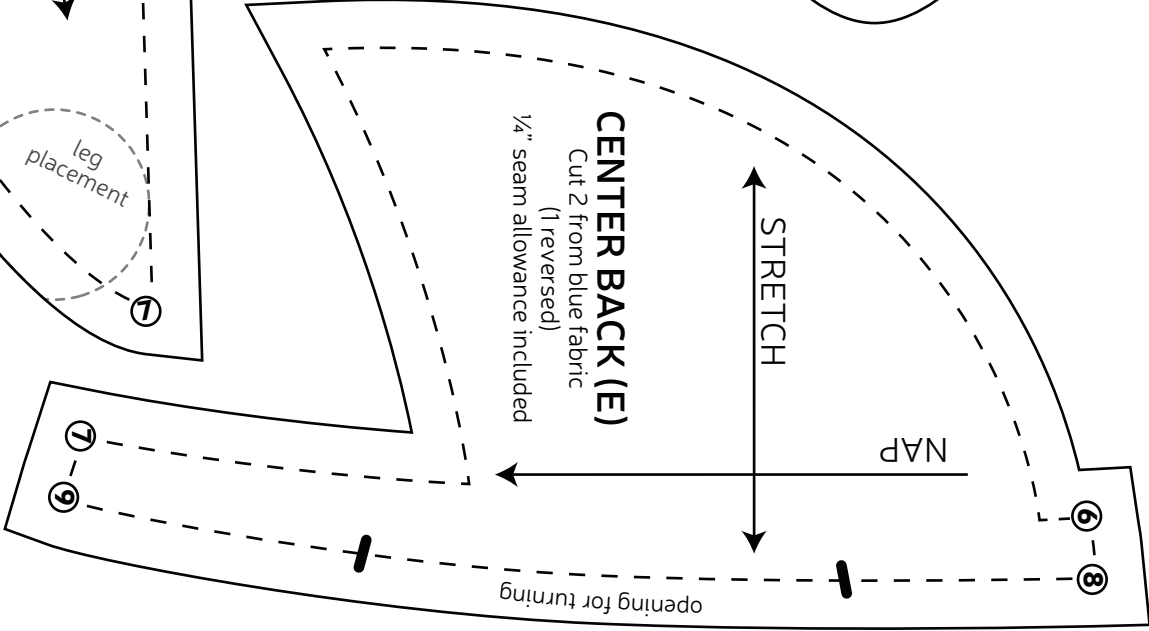 leg
placement
7
CENTER BACK (E)
Cut 2 from blue fabric
(1 reversed)
¼” seam allowance included
STRETCH
NAP
7
9
6
8
opening for turning